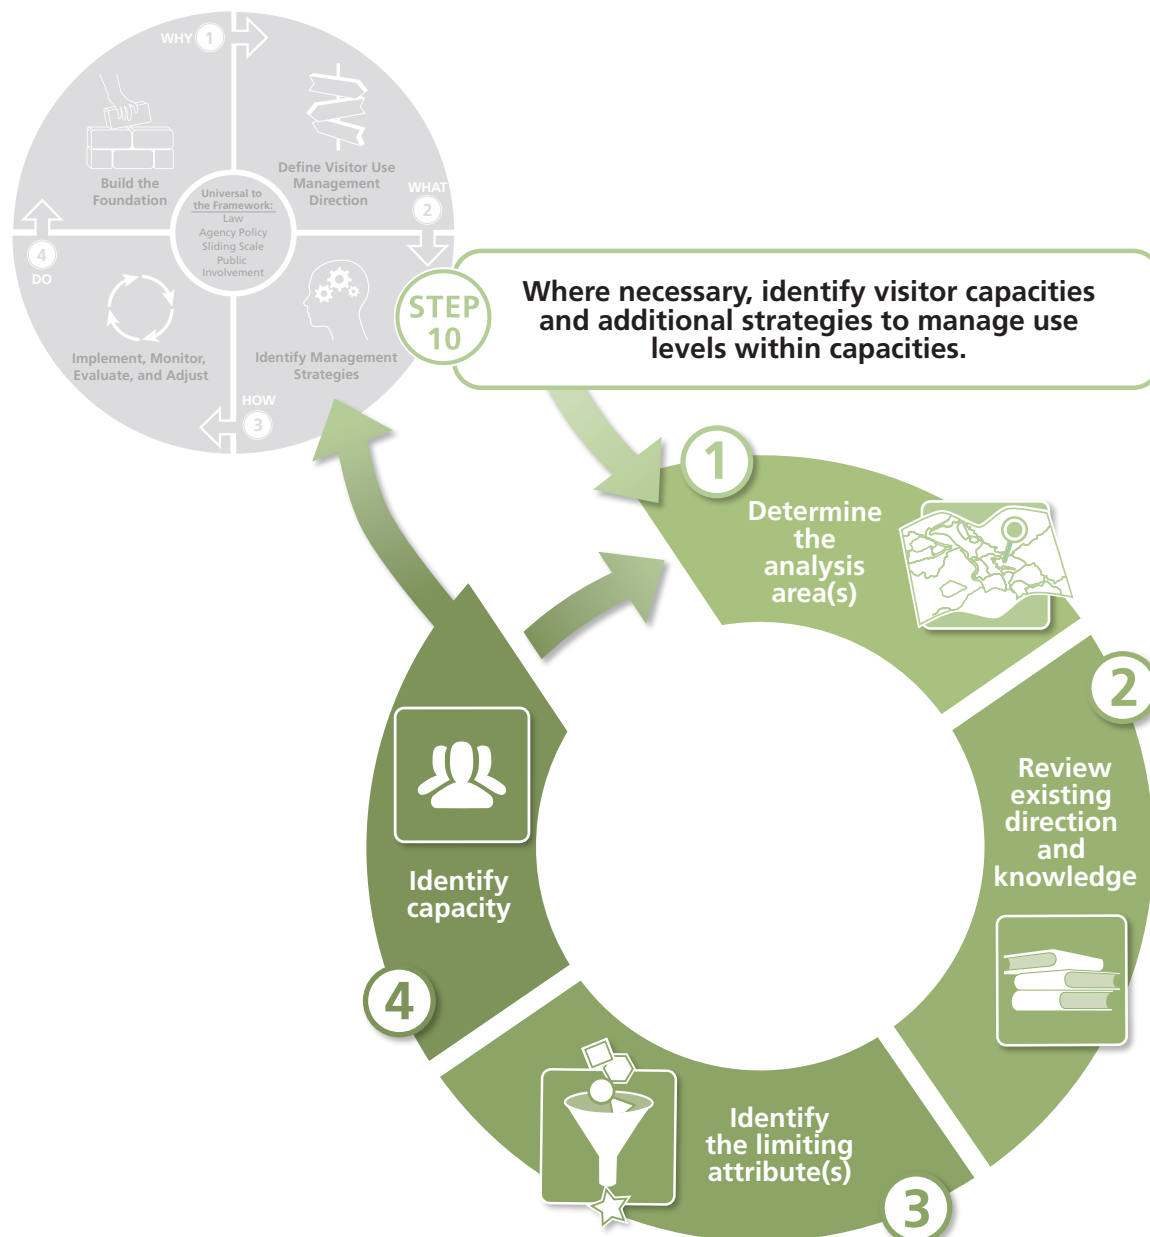 WHY 1
Build the
Foundation
Define Visitor Use
Management
Direction
WHAT
2
Universal to
the Framework:
Law
Agency Policy
Sliding Scale
Public
Involvement
4
DO
Implement, Monitor,
Evaluate, and Adjust
Identify Management
Strategies
HOW
3
STEP
10
Where necessary, identify visitor capacities
and additional strategies to manage use
levels within capacities.
1
Determine
the
analysis
area(s)
2
Review
existing
direction
and
knowledge
3
Identify
the limiting
attribute(s)
4
Identify
capacity